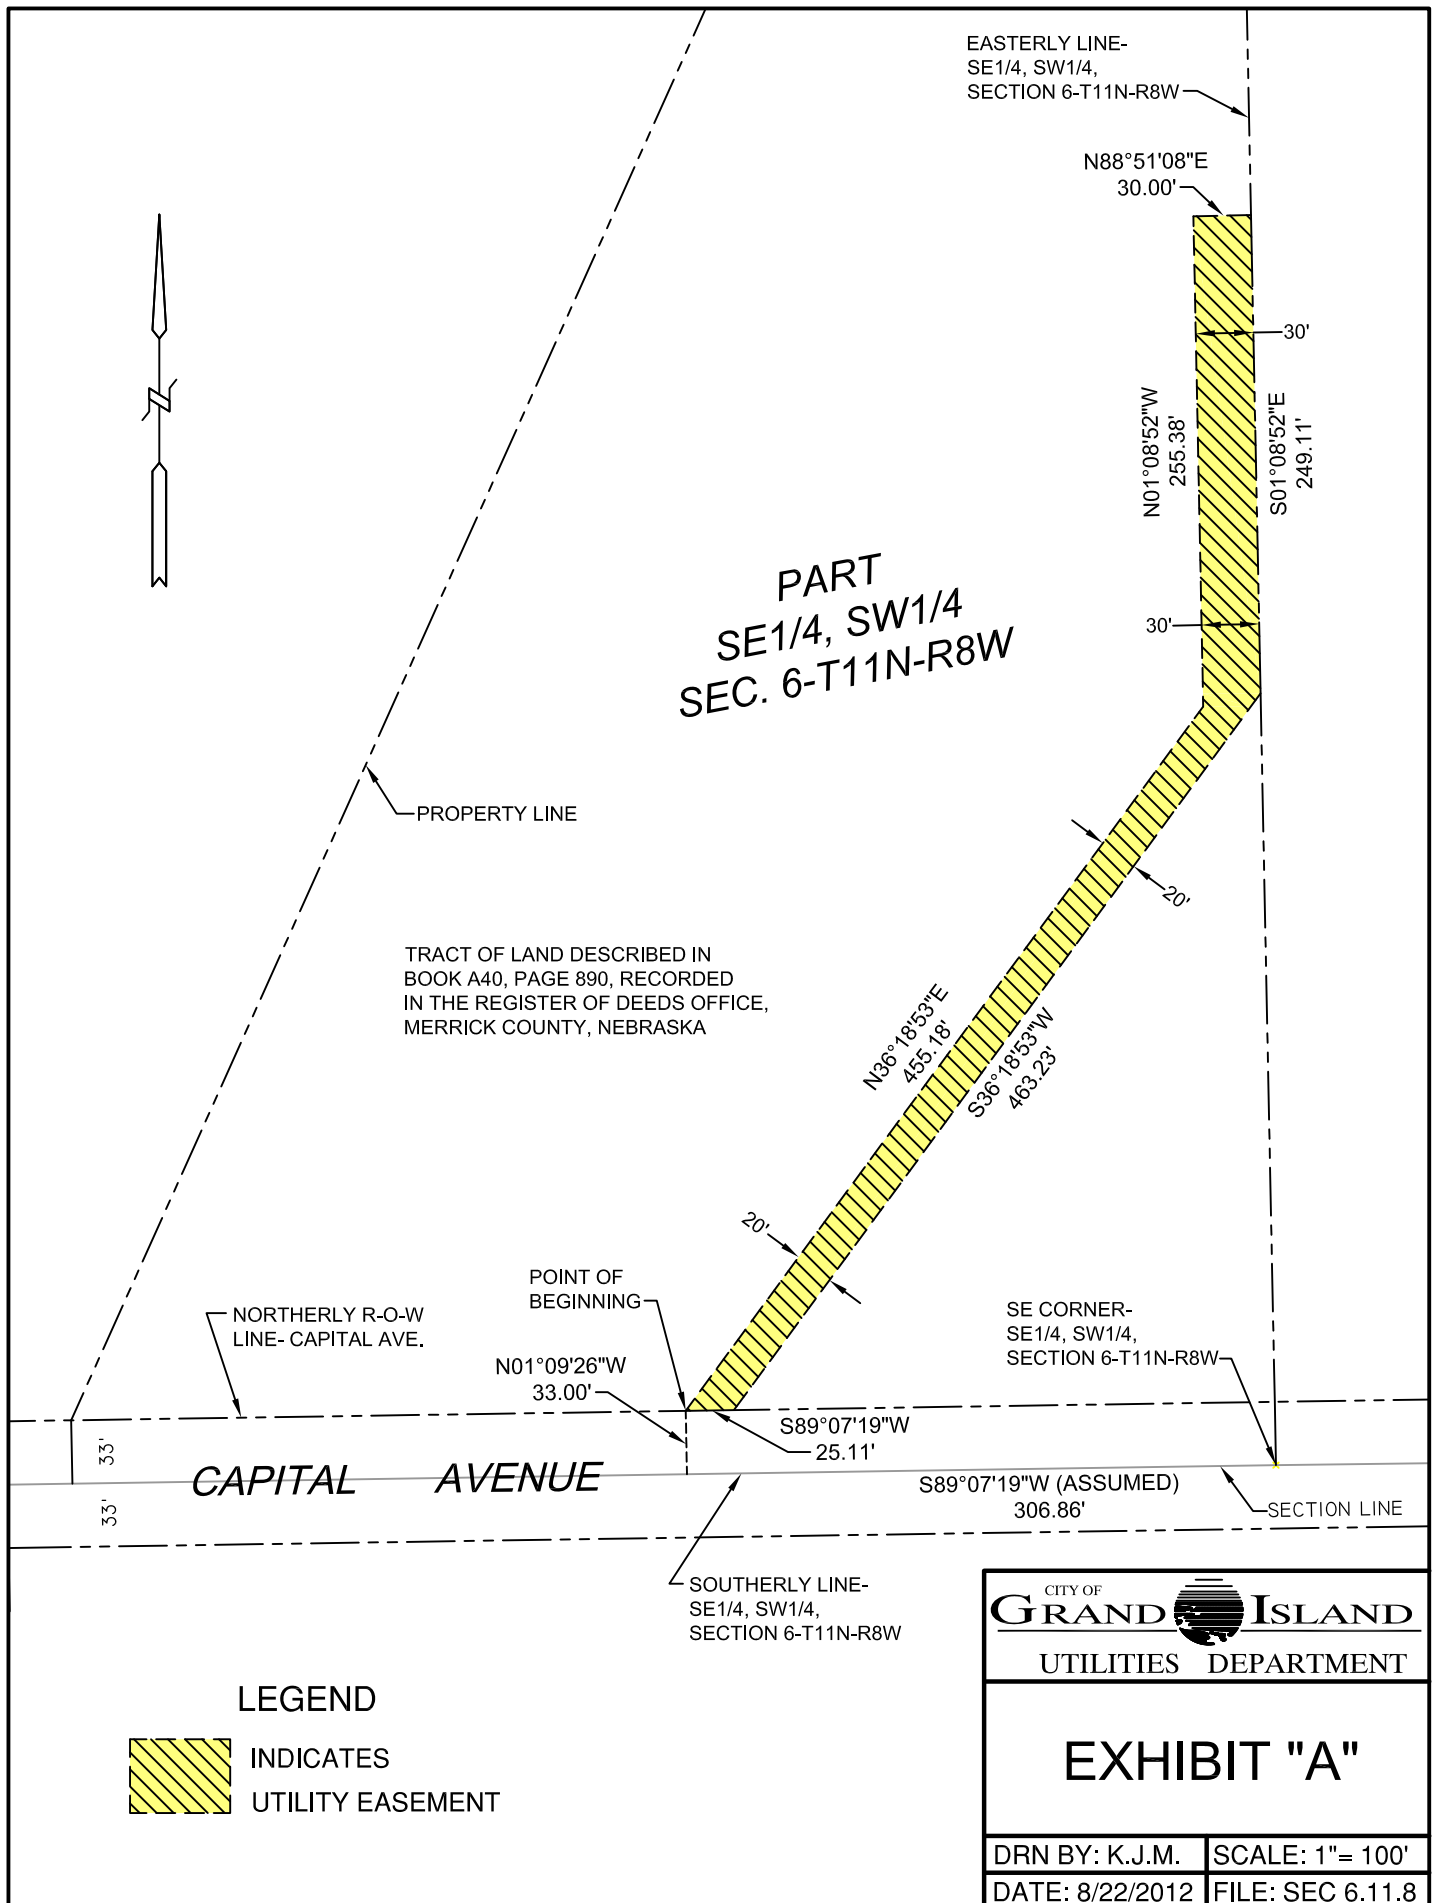 EASTERLY LINE-
SE1/4, SW1/4,
SECTION 6-T11N-R8W
N88°51'08"E
30.00'
30'
N01°08'52"W
255.38'
S01°08'52"E
249.11'
PART
SE1/4, SW1/4
SEC. 6-T11N-R8W
30'
PROPERTY LINE
20'
TRACT OF LAND DESCRIBED IN
BOOK A40, PAGE 890, RECORDED
IN THE REGISTER OF DEEDS OFFICE,
MERRICK COUNTY, NEBRASKA
N36°18'53"E
455.18'
S36°18'53"W
463.23'
20'
POINT OF
BEGINNING
NORTHERLY R-O-W
LINE- CAPITAL AVE.
SE CORNER-
SE1/4, SW1/4,
SECTION 6-T11N-R8W
N01°09'26"W
33.00'
S89°07'19"W
25.11'
33'
CAPITAL AVENUE
S89°07'19"W (ASSUMED)
306.86'
SECTION LINE
33'
SOUTHERLY LINE-
SE1/4, SW1/4,
SECTION 6-T11N-R8W
CITY OF
GRAND ISLAND
UTILITIES DEPARTMENT
LEGEND
INDICATES
UTILITY EASEMENT
EXHIBIT "A"
DRN BY: K.J.M.
SCALE: 1"= 100'
DATE: 8/22/2012
FILE: SEC 6.11.8